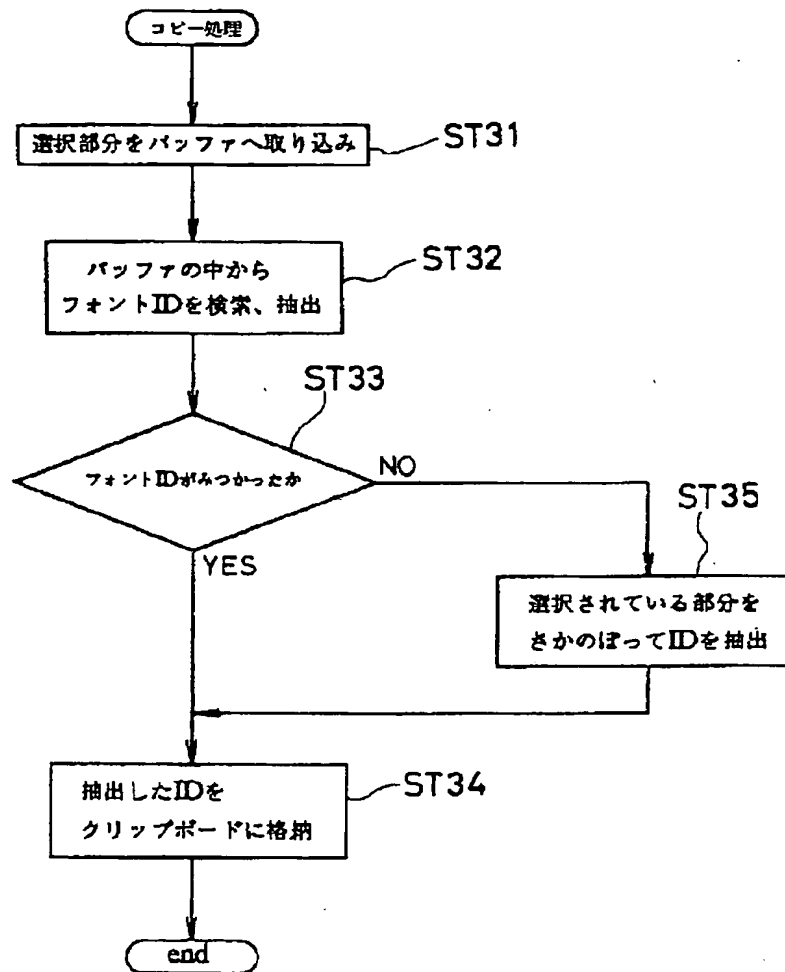 コピー処理
選択部分をバッファへ取り込み
ST31
バッファの中から
フォントIDを検索、抽出
ST32
ST33
フォントIDがみつかったか
NO
YES
ST35
選択されている部分を
さかのぼってIDを抽出
抽出したIDを
クリップボードに格納
ST34
end